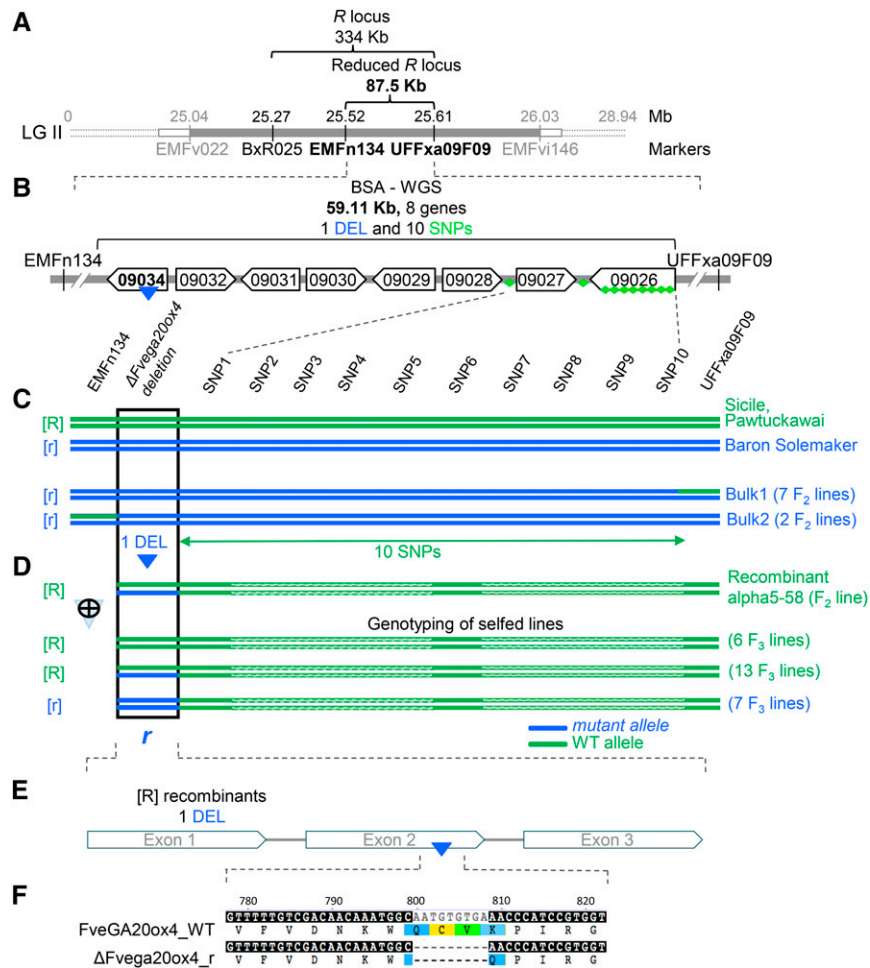 A
R locus
334 Kb
Reduced R locus
87.5 Kb
0 25.04 25.27 25.52 25.61 26.03 28.94 Mb
LG II
EMFv022 BxR025 EMFn134 UFFxa09F09 EMFvi146 Markers
B
BSA - WGS
59.11 Kb, 8 genes
1 DEL and 10 SNPs
EMFn134 UFFxa09F09
09034 09032 09031 09030 09029 09028 09027 09026
EMFn134 ΔFvega20ox4 deletion SNP1 SNP2 SNP3 SNP4 SNP5 SNP6 SNP7 SNP8 SNP9 SNP10 UFFxa09F09
C
[R] Sicile, Pawtuckawai
[r] Baron Solemaker
[r] Bulk1 (7 F2 lines)
[r] Bulk2 (2 F2 lines)
1 DEL 10 SNPs
D
[R] Recombinant alpha5-58 (F2 line)
Genotyping of selfed lines
[R] (6 F3 lines)
[R] (13 F3 lines)
[r] (7 F3 lines)
r
mutant allele
WT allele
E
[R] recombinants
1 DEL
Exon 1 Exon 2 Exon 3
F
780 790 800 810 820
GTTTTTGTCGACAACAAATGGCAATGTGTGAAACCCATCCGTGGT
FveGA20ox4_WT V F V D N K W Q C V K P I R G
GTTTTTGTCGACAACAAATGGC---------AACCCATCCGTGGT
ΔFvega20ox4_r V F V D N K W - - - Q P I R G